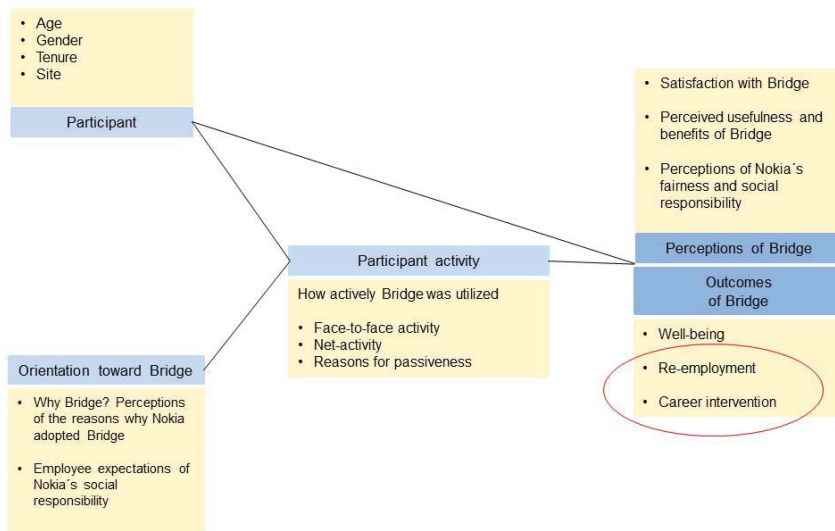 • Age
• Gender
• Tenure
• Site
Participant
• Satisfaction with Bridge
• Perceived usefulness and
benefits of Bridge
• Perceptions of Nokia´s
fairness and social
responsibility
Perceptions of Bridge
Outcomes
of Bridge
• Well-being
• Re-employment
• Career intervention
Participant activity
How actively Bridge was utilized
• Face-to-face activity
• Net-activity
• Reasons for passiveness
Orientation toward Bridge
• Why Bridge? Perceptions
of the reasons why Nokia
adopted Bridge
• Employee expectations of
Nokia´s social
responsibility